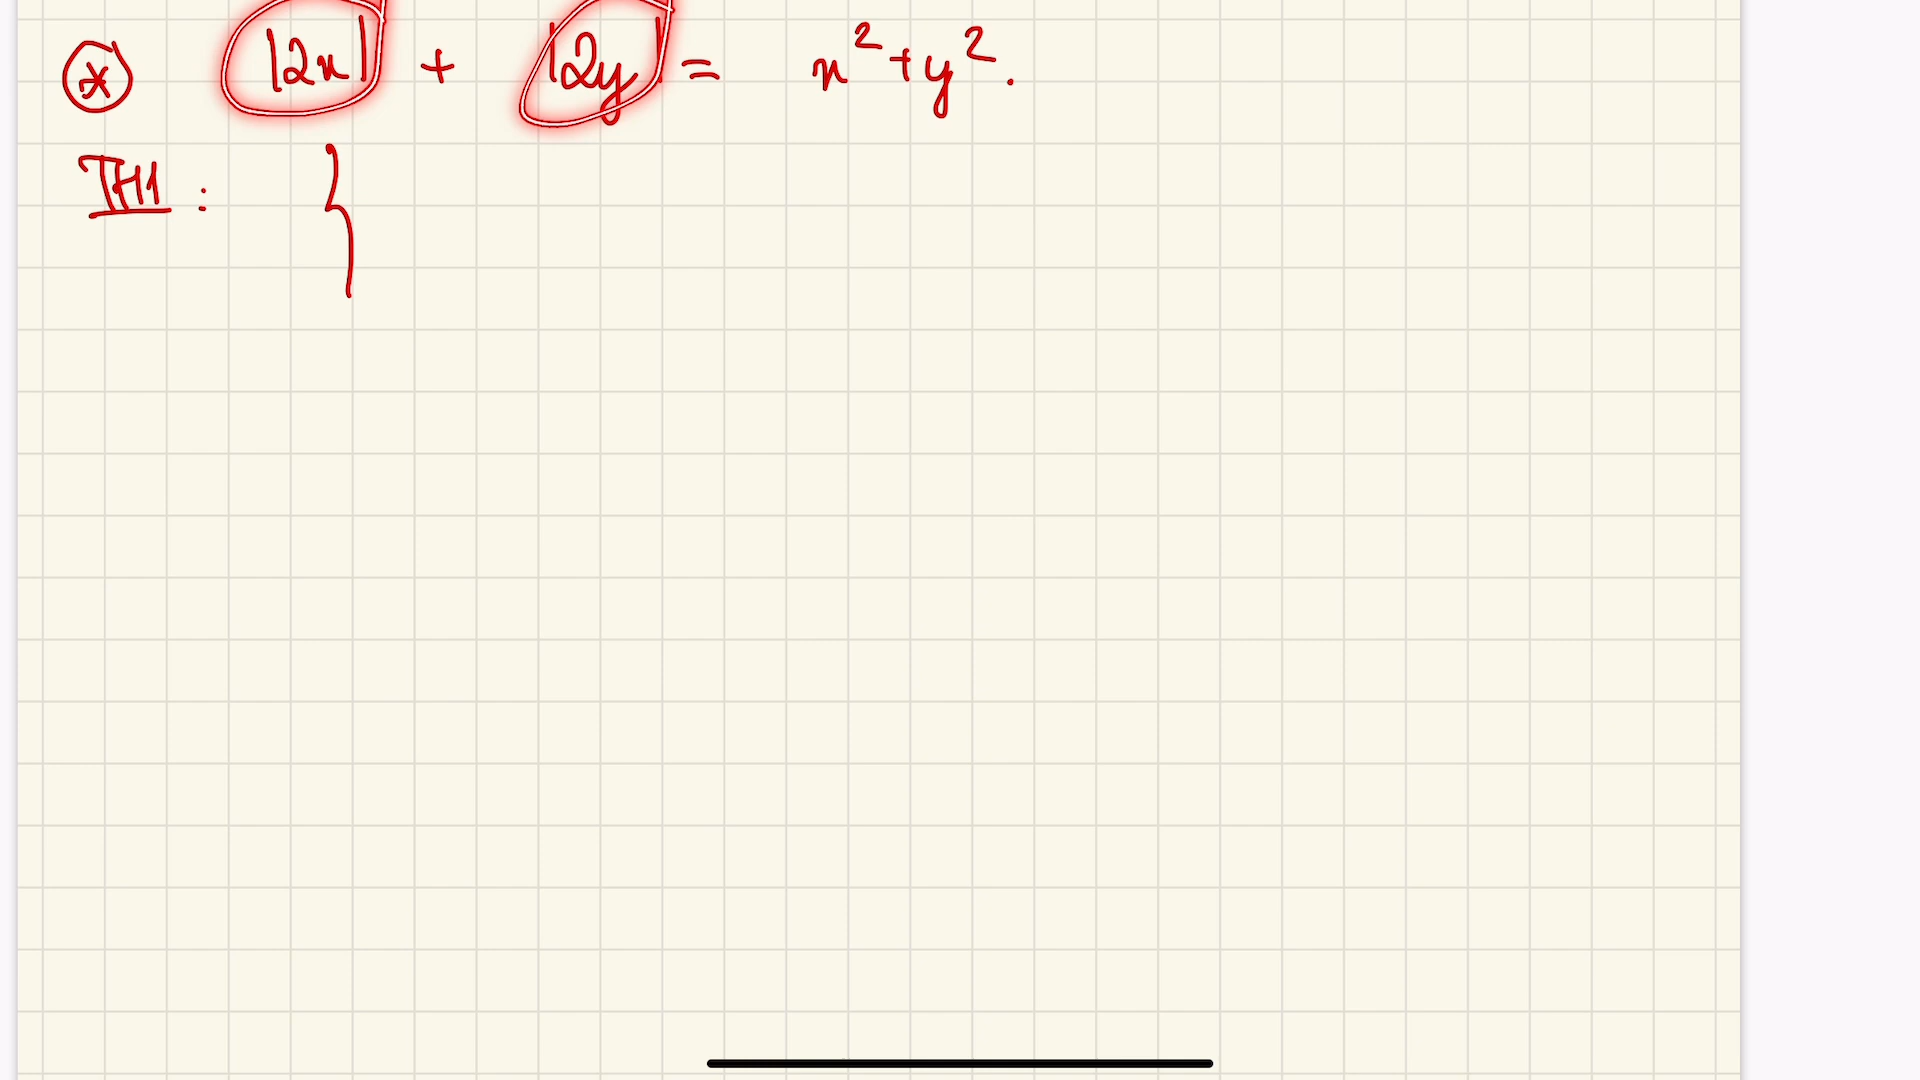 (*) |2x| + |2y| = x² + y².
TH1 : {